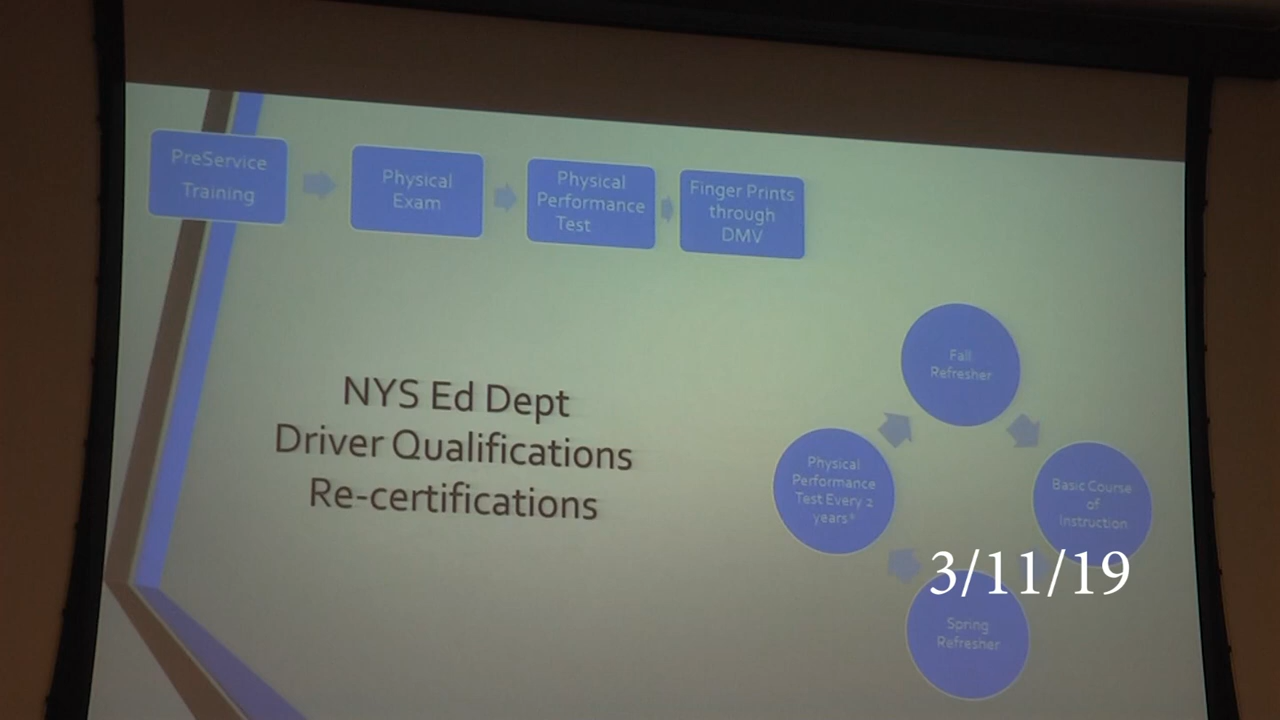 PreService
Training
Physical
Exam
Physical
Performance
Test
Finger Prints
through
DMV
NYS Ed Dept
Driver Qualifications
Re-certifications
Fall
Refresher
Basic Course
of
Instruction
Spring
Refresher
Physical
Performance
Test Every 2
years*
3/11/19